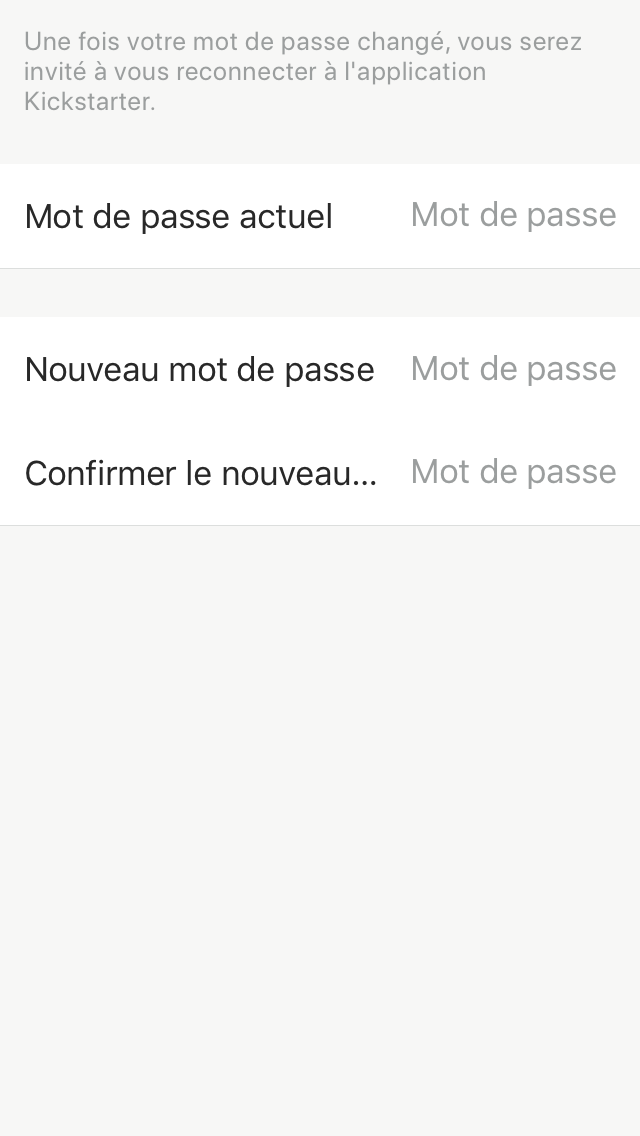 Une fois votre mot de passe changé, vous serez
invité à vous reconnecter à l'application
Kickstarter.
Mot de passe actuel Mot de passe
Nouveau mot de passe Mot de passe
Confirmer le nouveau... Mot de passe